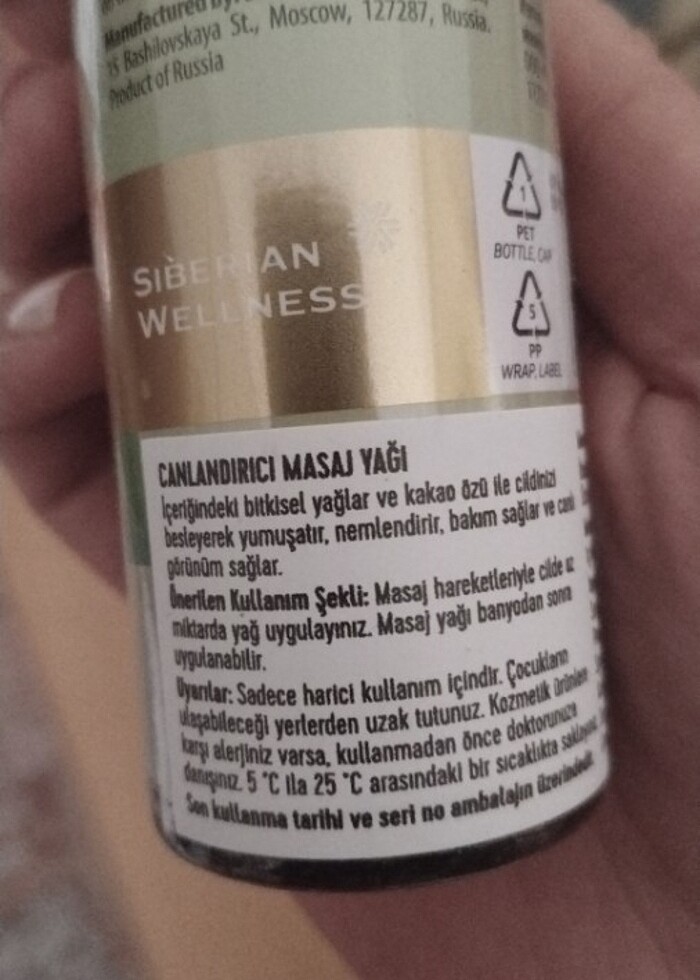 Manufactured by:
15 Bashilovskaya St., Moscow, 127287, Russia.
Product of Russia
SIBERIAN
WELLNESS
1
PET
BOTTLE, CAP
5
PP
WRAP, LABEL
CANLANDIRICI MASAJ YAĞI
İçeriğindeki bitkisel yağlar ve kakao özü ile cildinizi
besleyerek yumuşatır, nemlendirir, bakım sağlar ve canlı
görünüm sağlar.
Önerilen Kullanım Şekli: Masaj hareketleriyle cilde az
miktarda yağ uygulayınız. Masaj yağı banyodan sonra
uygulanabilir.
Uyarılar: Sadece harici kullanım içindir. Çocukların
ulaşabileceği yerlerden uzak tutunuz. Kozmetik ürünlere
karşı alerjiniz varsa, kullanmadan önce doktorunuza
danışınız. 5 °C ila 25 °C arasındaki bir sıcaklıkta saklayınız.
Son kullanma tarihi ve seri no ambalajın üzerindedir.